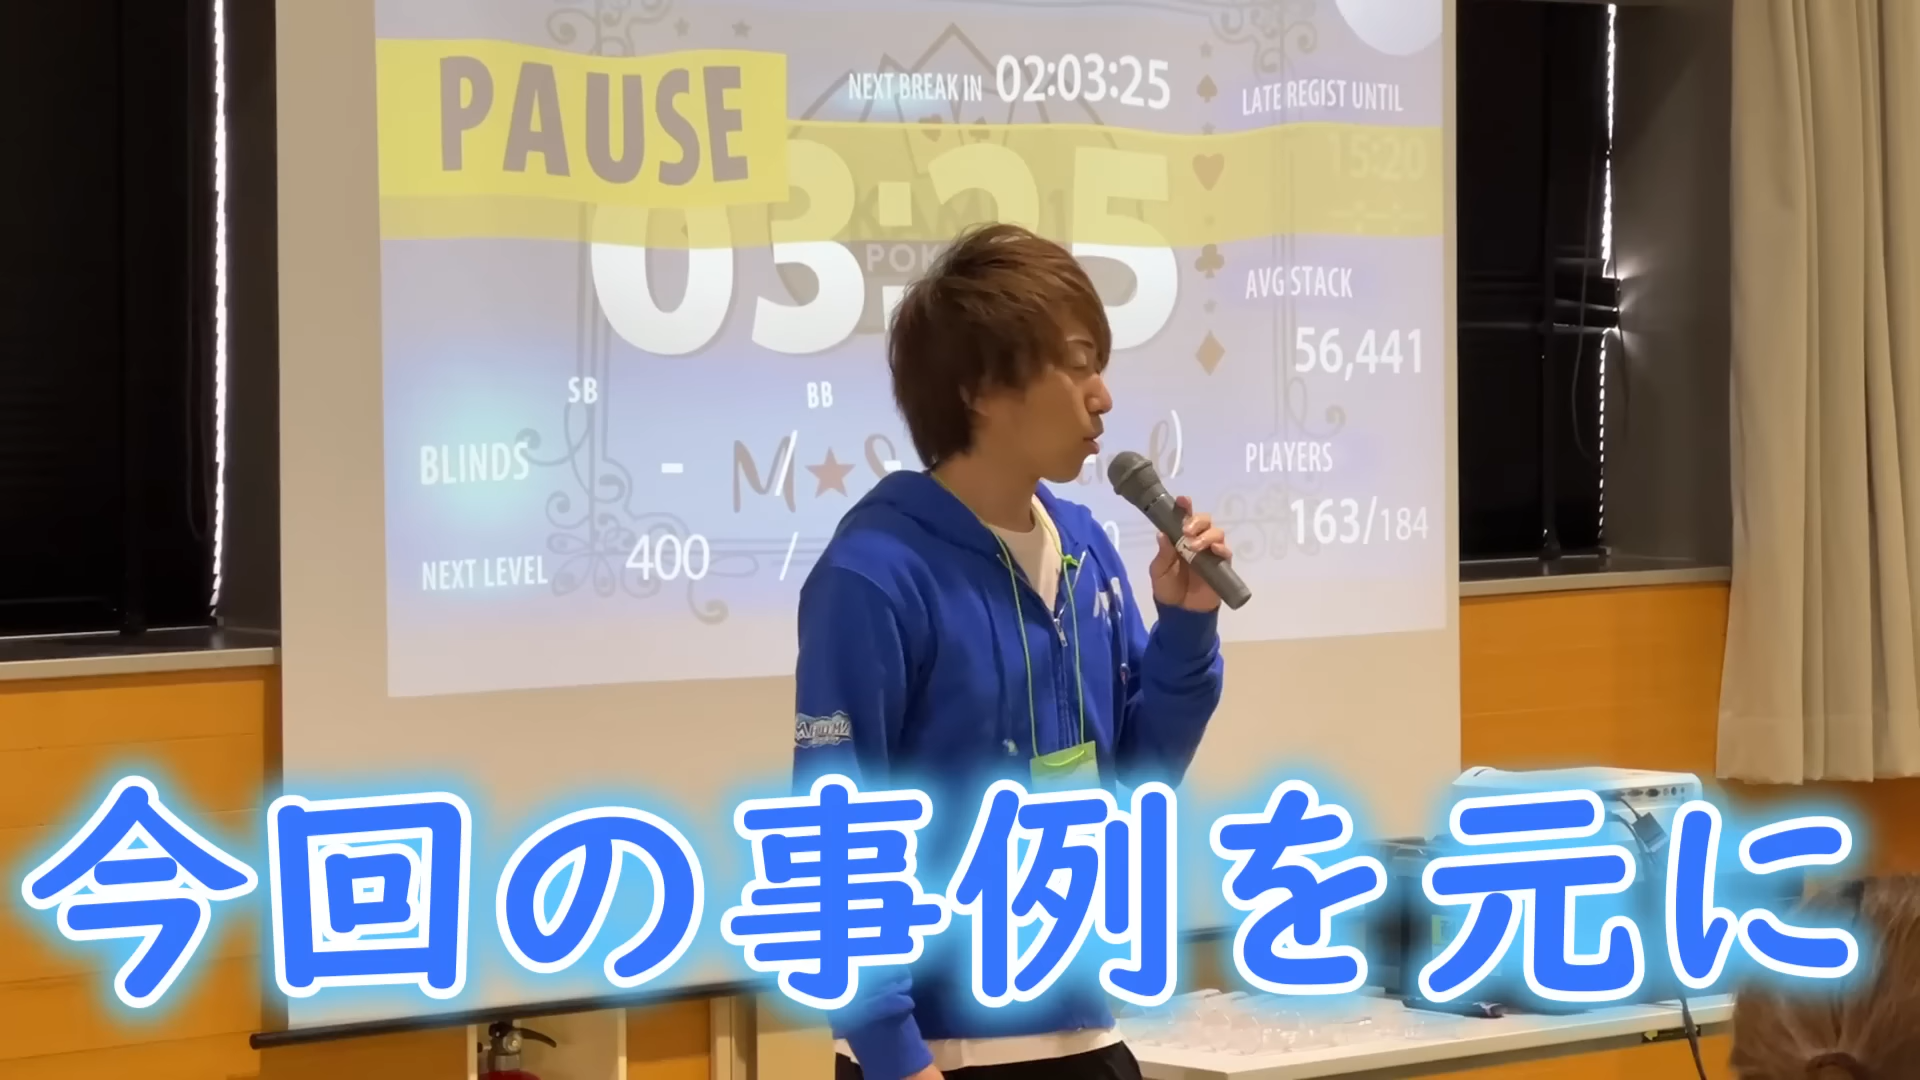 PAUSE
NEXT BREAK IN 02:03:25
LATE REGIST UNTIL
15:20
03:25
POK
AVG STACK
56,441
SB
BB
BLINDS - / - )
PLAYERS
163/184
NEXT LEVEL 400 /
今回の事例を元に